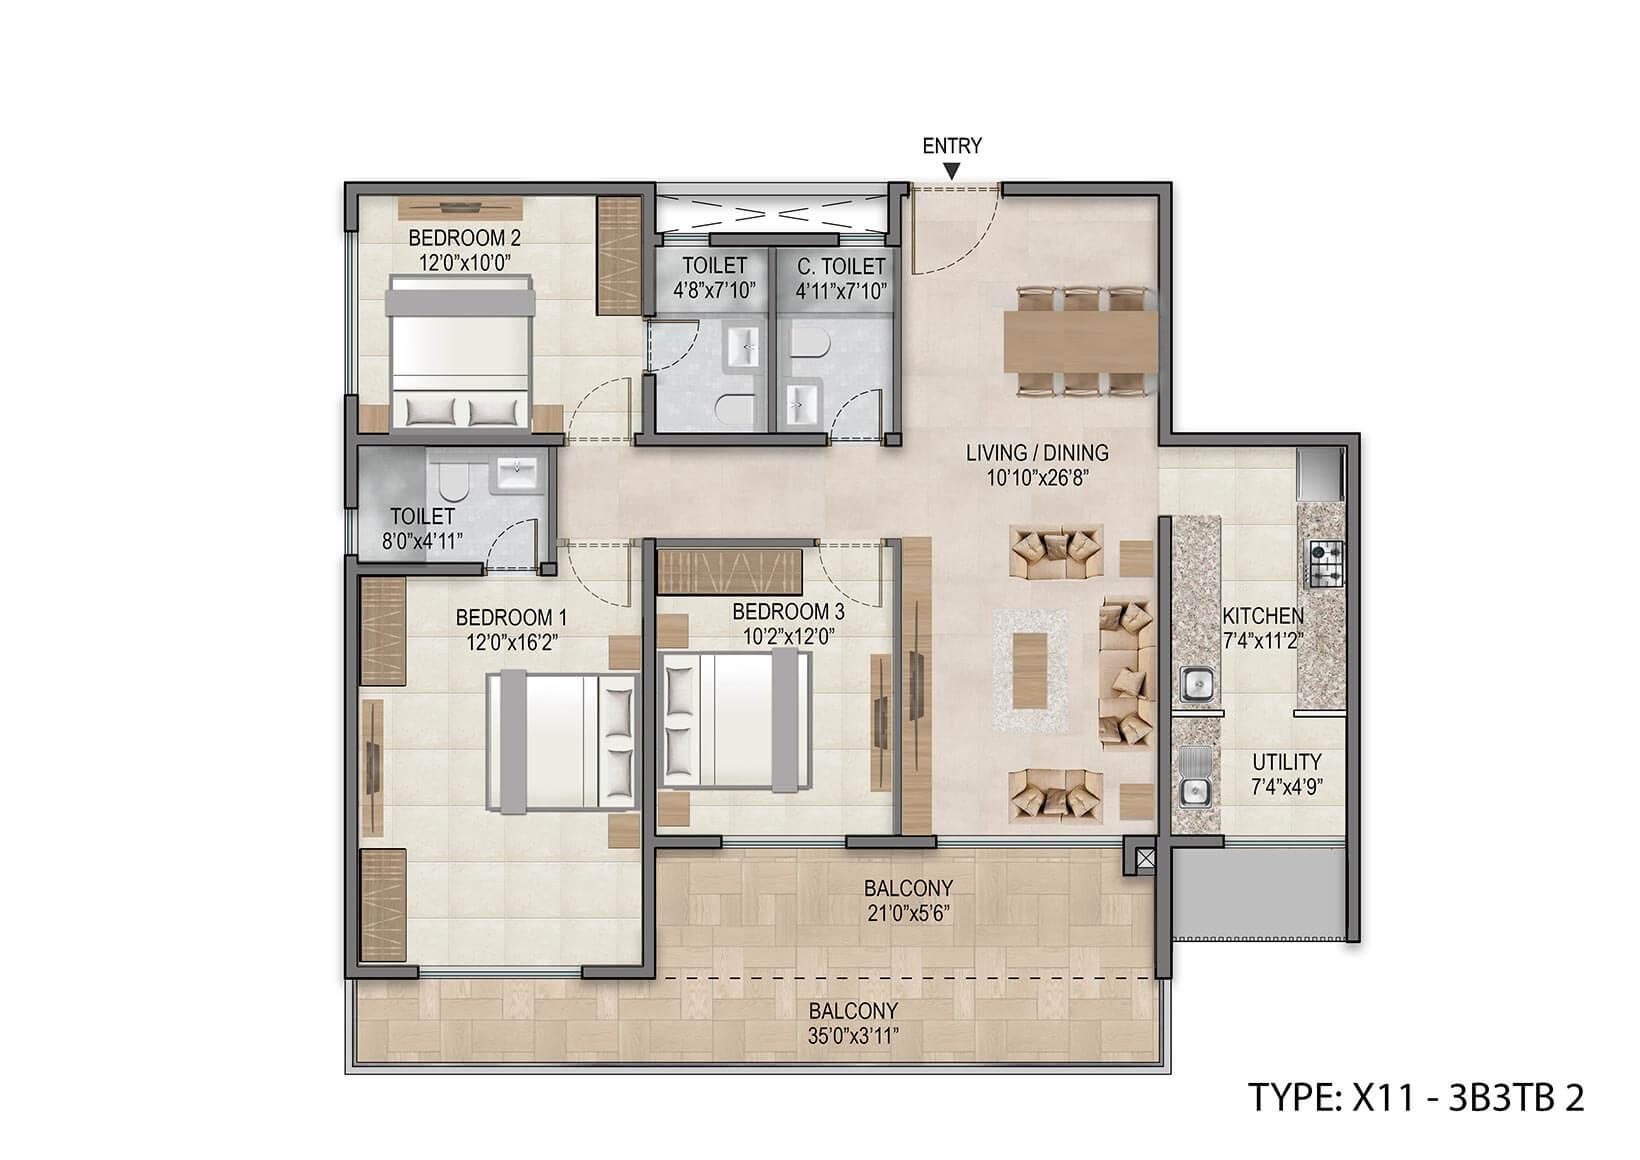 ENTRY
BEDROOM 2
12'0"x10'0"
TOILET
4'8"x7'10"
C. TOILET
4'11"x7'10"
LIVING / DINING
10'10"x26'8"
TOILET
8'0"x4'11"
BEDROOM 1
12'0"x16'2"
BEDROOM 3
10'2"x12'0"
KITCHEN
7'4"x11'2"
UTILITY
7'4"x4'9"
BALCONY
21'0"x5'6"
BALCONY
35'0"x3'11"
TYPE: X11 - 3B3TB 2